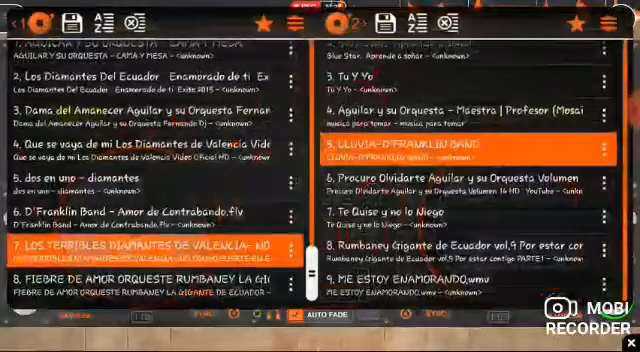 <1
A
Z
2>
A
Z
1. AGUILAR Y SU ORQUESTA - CAMA Y MESA
AGUILAR Y SU ORQUESTA - CAMA Y MESA - <unknown>
2. Los Diamantes Del Ecuador Enamorado de ti Ex
Los Diamantes Del Ecuador Enamorado de ti Exito 2015 - <unknown>
3. Dama del Amanecer Aguilar y su Orquesta Fernan
Dama del Amanecer Aguilar y su Orquesta Fernando Dj - <unknown>
4. Que se vaya de mi Los Diamantes de Valencia Vide
Que se vaya de mi Los Diamantes de Valencia Video Oficial HD - <unknown>
5. dos en uno - diamantes
dos en uno - diamantes - <unknown>
6. D'Franklin Band - Amor de Contrabando.flv
D'Franklin Band - Amor de Contrabando.flv - <unknown>
7. LOS TERRIBLES DIAMANTES DE VALENCIA- NO
8. FIEBRE DE AMOR ORQUESTE RUMBANEY LA GIG
FIEBRE DE AMOR ORQUESTE RUMBANEY LA GIGANTE DE ECUADOR -
Blue Star. Aprende a soñar - <unknown>
3. Tu Y Yo
Tu Y Yo - <unknown>
4. Aguilar y su Orquesta - Maestra | Profesor (Mosai
musica para tomar - musica para tomar
5. LLUVIA-D'FRANKLIN BAND
LLUVIA-D'FRANKLIN BAND - <unknown>
6. Procuro Olvidarte Aguilar y su Orquesta Volumen
Procuro Olvidarte Aguilar y su Orquesta Volumen 14 HD YouTube - <unkn
7. Te Quise y no lo Niego
Te Quise y no lo Niego - <unknown>
8. Rumbaney Gigante de Ecuador vol.9 Por estar cor
Rumbaney Gigante de Ecuador vol.9 Por estar contigo PARTE 1 - <unkn
9. ME ESTOY ENAMORANDO.wmv
ME ESTOY ENAMORANDO.wmv - <unknown>
AUTO FADE
SYNC
MOBI
RECORDER